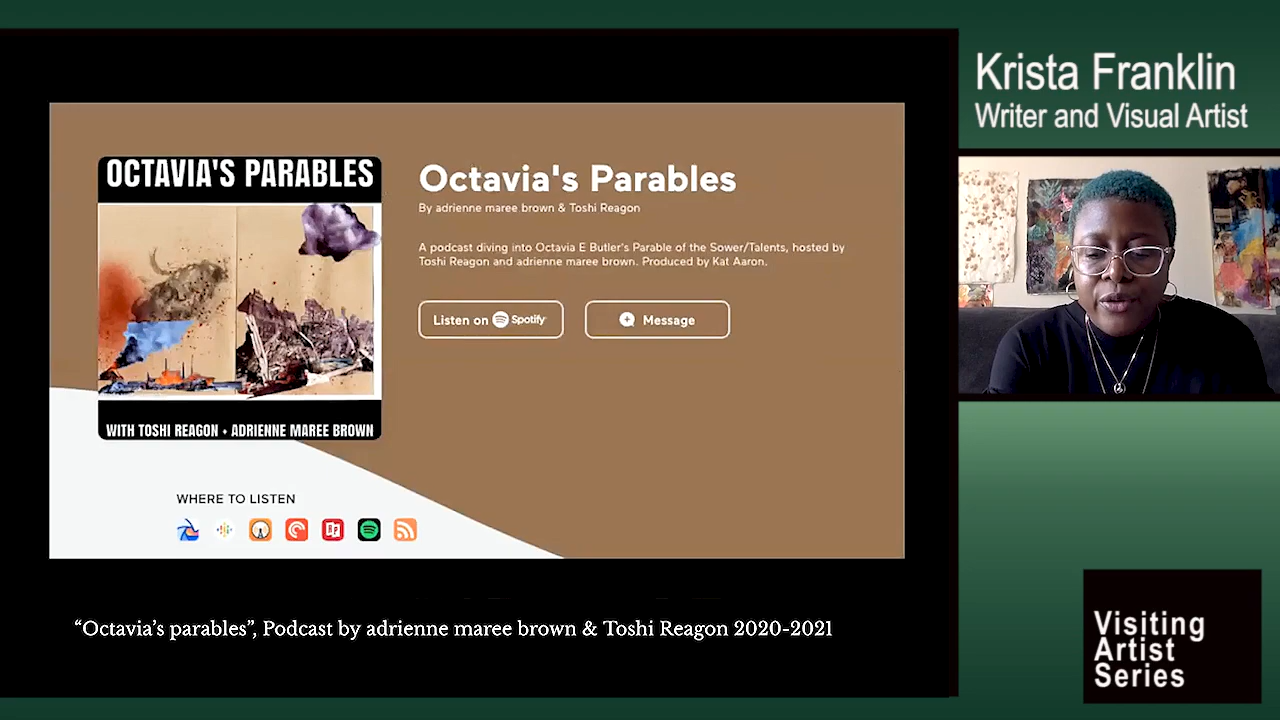 Krista Franklin
Writer and Visual Artist
OCTAVIA'S PARABLES
WITH TOSHI REAGON • ADRIENNE MAREE BROWN
Octavia's Parables
By adrienne maree brown & Toshi Reagon
A podcast diving into Octavia E Butler's Parable of the Sower/Talents, hosted by
Toshi Reagon and adrienne maree brown. Produced by Kat Aaron.
Listen on Spotify
Message
WHERE TO LISTEN
“Octavia’s parables”, Podcast by adrienne maree brown & Toshi Reagon 2020-2021
Visiting
Artist
Series